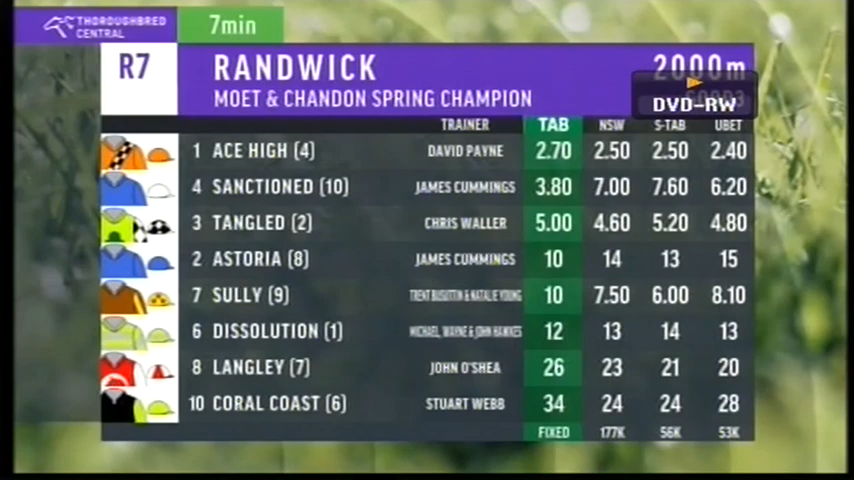 THOROUGHBRED
CENTRAL
7min
R7 RANDWICK 2000m
MOET & CHANDON SPRING CHAMPION
DVD-RW
TRAINER TAB NSW S-TAB UBET
1 ACE HIGH (4) DAVID PAYNE 2.70 2.50 2.50 2.40
4 SANCTIONED (10) JAMES CUMMINGS 3.80 7.00 7.60 6.20
3 TANGLED (2) CHRIS WALLER 5.00 4.60 5.20 4.80
2 ASTORIA (8) JAMES CUMMINGS 10 14 13 15
7 SULLY (9) TRENT BUSUTTIN & NATALIE YOUNG 10 7.50 6.00 8.10
6 DISSOLUTION (1) MICHAEL, WAYNE & JOHN HAWKES 12 13 14 13
8 LANGLEY (7) JOHN O'SHEA 26 23 21 20
10 CORAL COAST (6) STUART WEBB 34 24 24 28
FIXED 177K 56K 53K